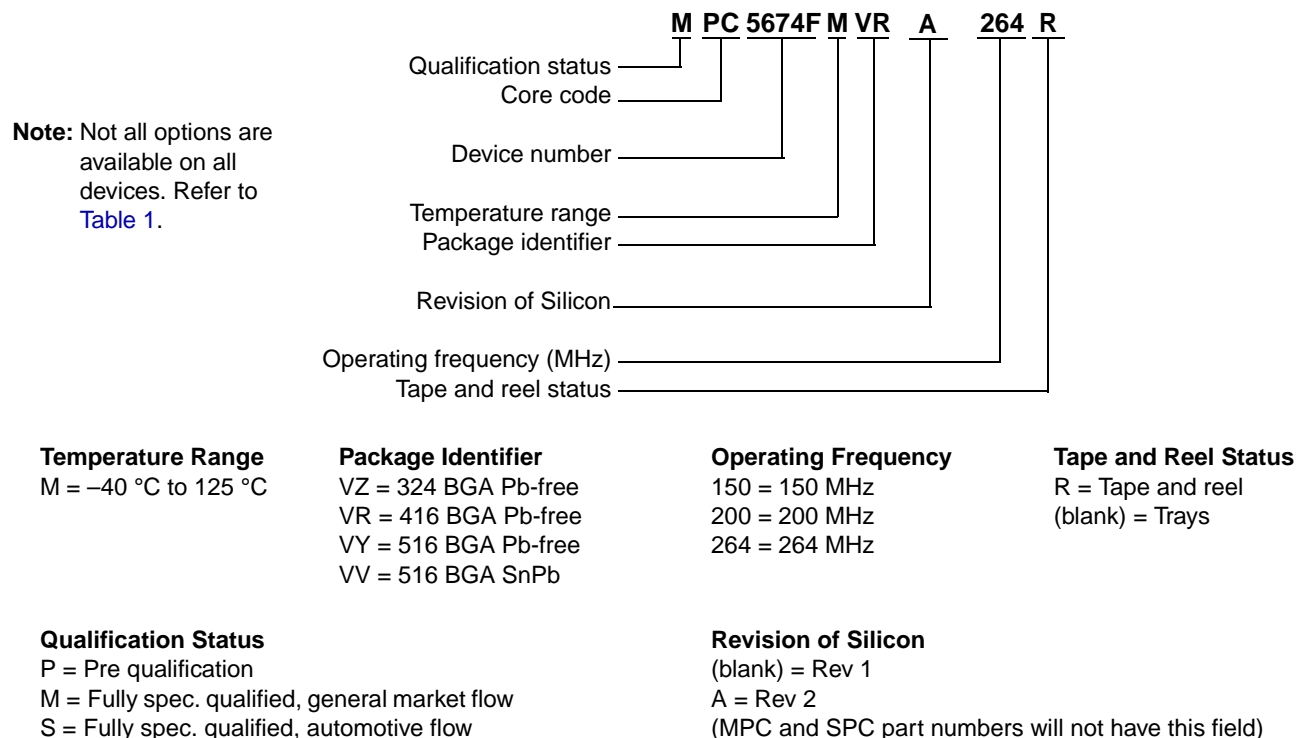 M PC 5674F M VR A 264 R
Qualification status
Core code
Note: Not all options are
available on all
devices. Refer to
Table 1.
Device number
Temperature range
Package identifier
Revision of Silicon
Operating frequency (MHz)
Tape and reel status
Temperature Range
M = –40 °C to 125 °C
Package Identifier
VZ = 324 BGA Pb-free
VR = 416 BGA Pb-free
VY = 516 BGA Pb-free
VV = 516 BGA SnPb
Operating Frequency
150 = 150 MHz
200 = 200 MHz
264 = 264 MHz
Tape and Reel Status
R = Tape and reel
(blank) = Trays
Qualification Status
P = Pre qualification
M = Fully spec. qualified, general market flow
S = Fully spec. qualified, automotive flow
Revision of Silicon
(blank) = Rev 1
A = Rev 2
(MPC and SPC part numbers will not have this field)